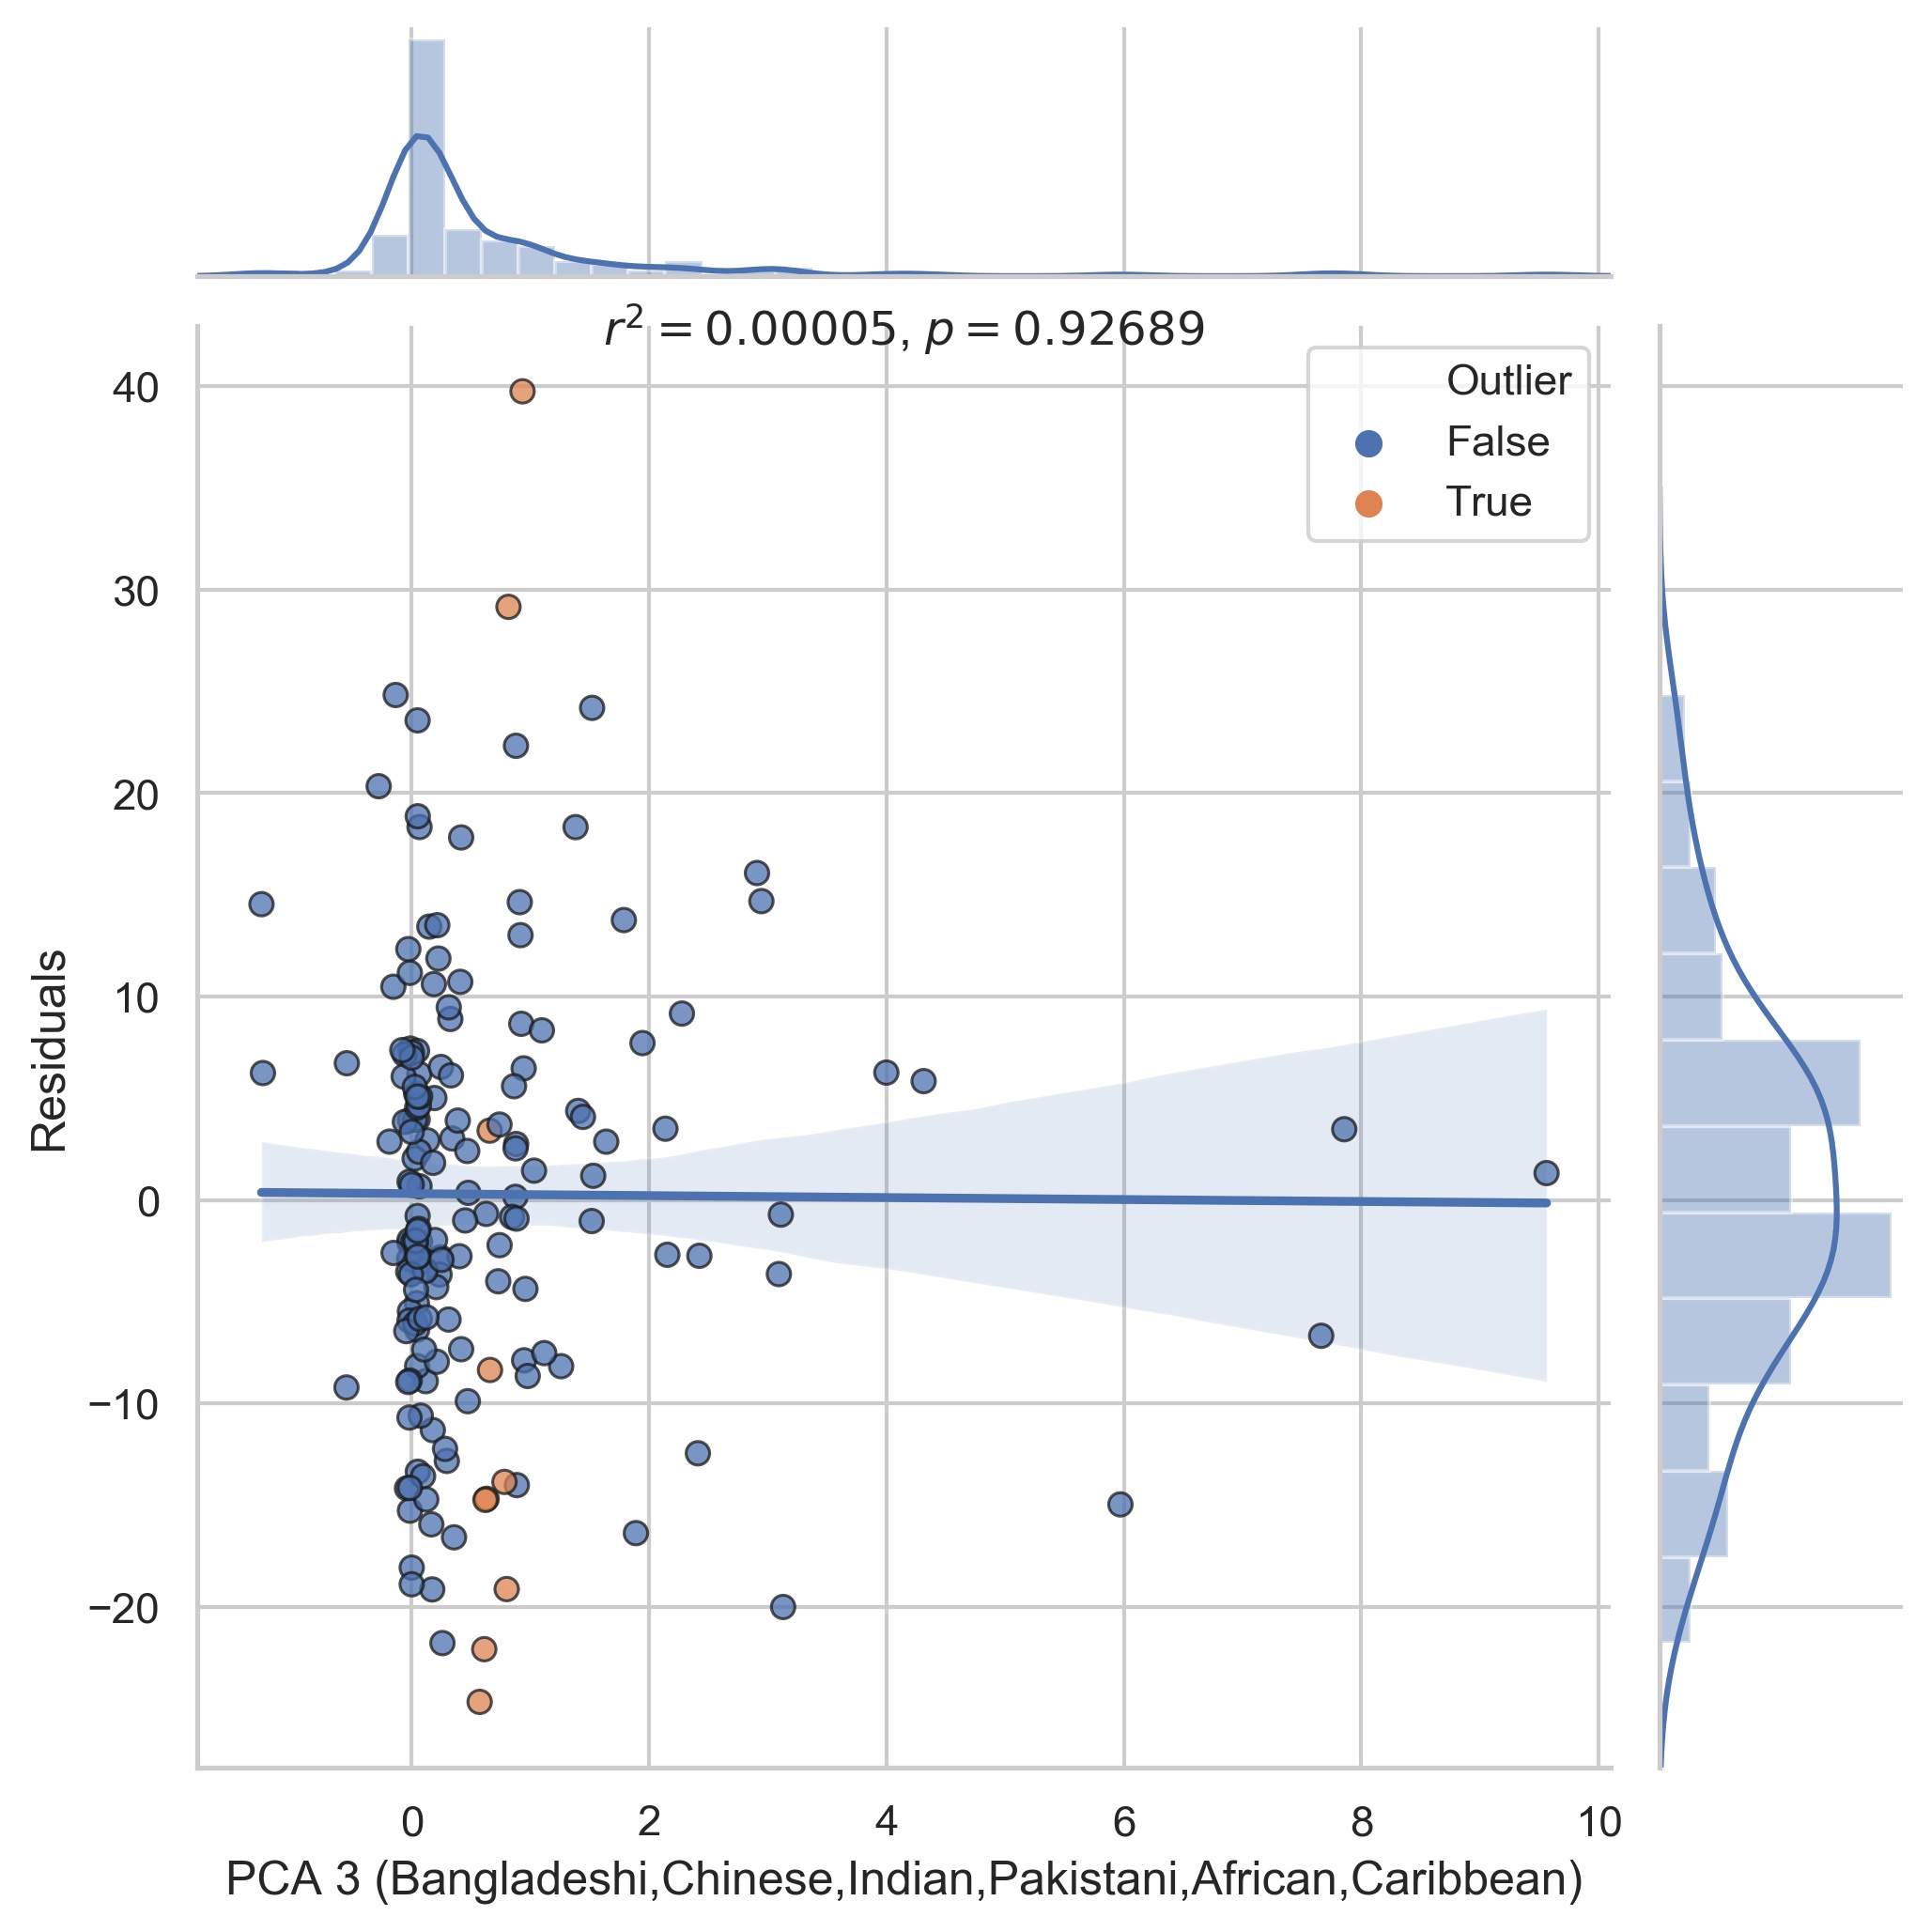 r² = 0.00005, p = 0.92689
Outlier
False
True
40
30
20
10
0
−10
−20
Residuals
0 2 4 6 8 10
PCA 3 (Bangladeshi,Chinese,Indian,Pakistani,African,Caribbean)